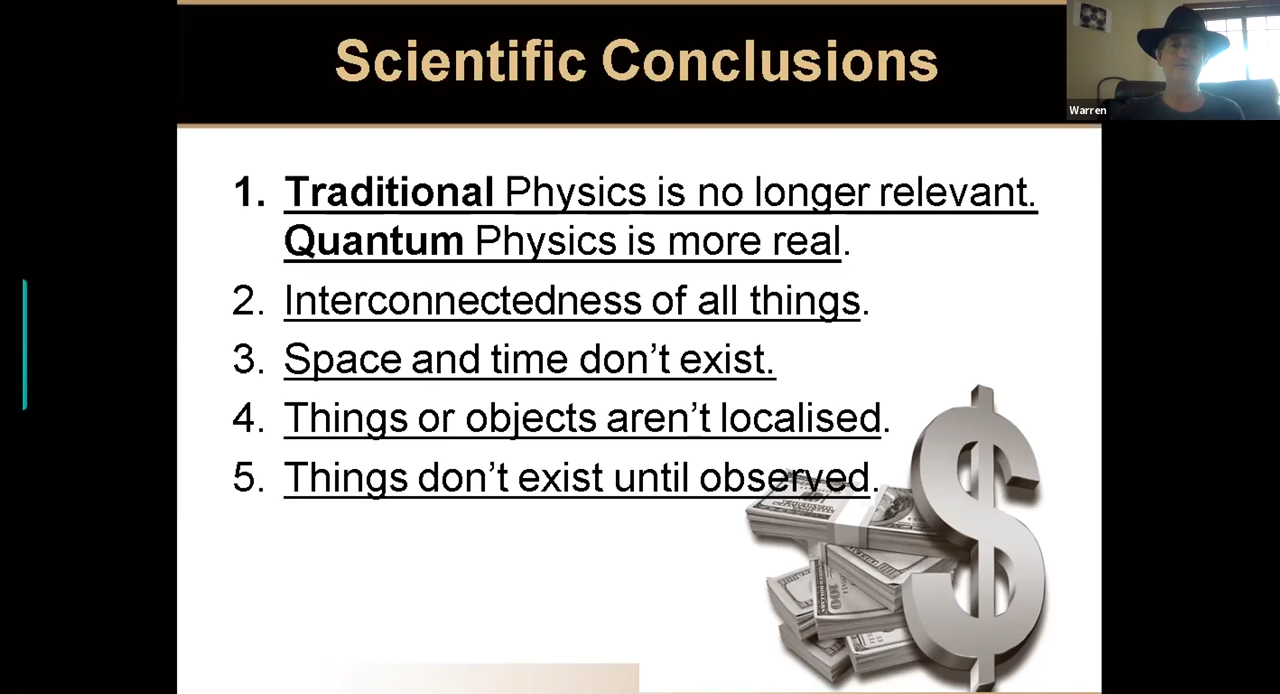 Scientific Conclusions
Warren
1. Traditional Physics is no longer relevant.
Quantum Physics is more real.
2. Interconnectedness of all things.
3. Space and time don't exist.
4. Things or objects aren't localised.
5. Things don't exist until observed.
$